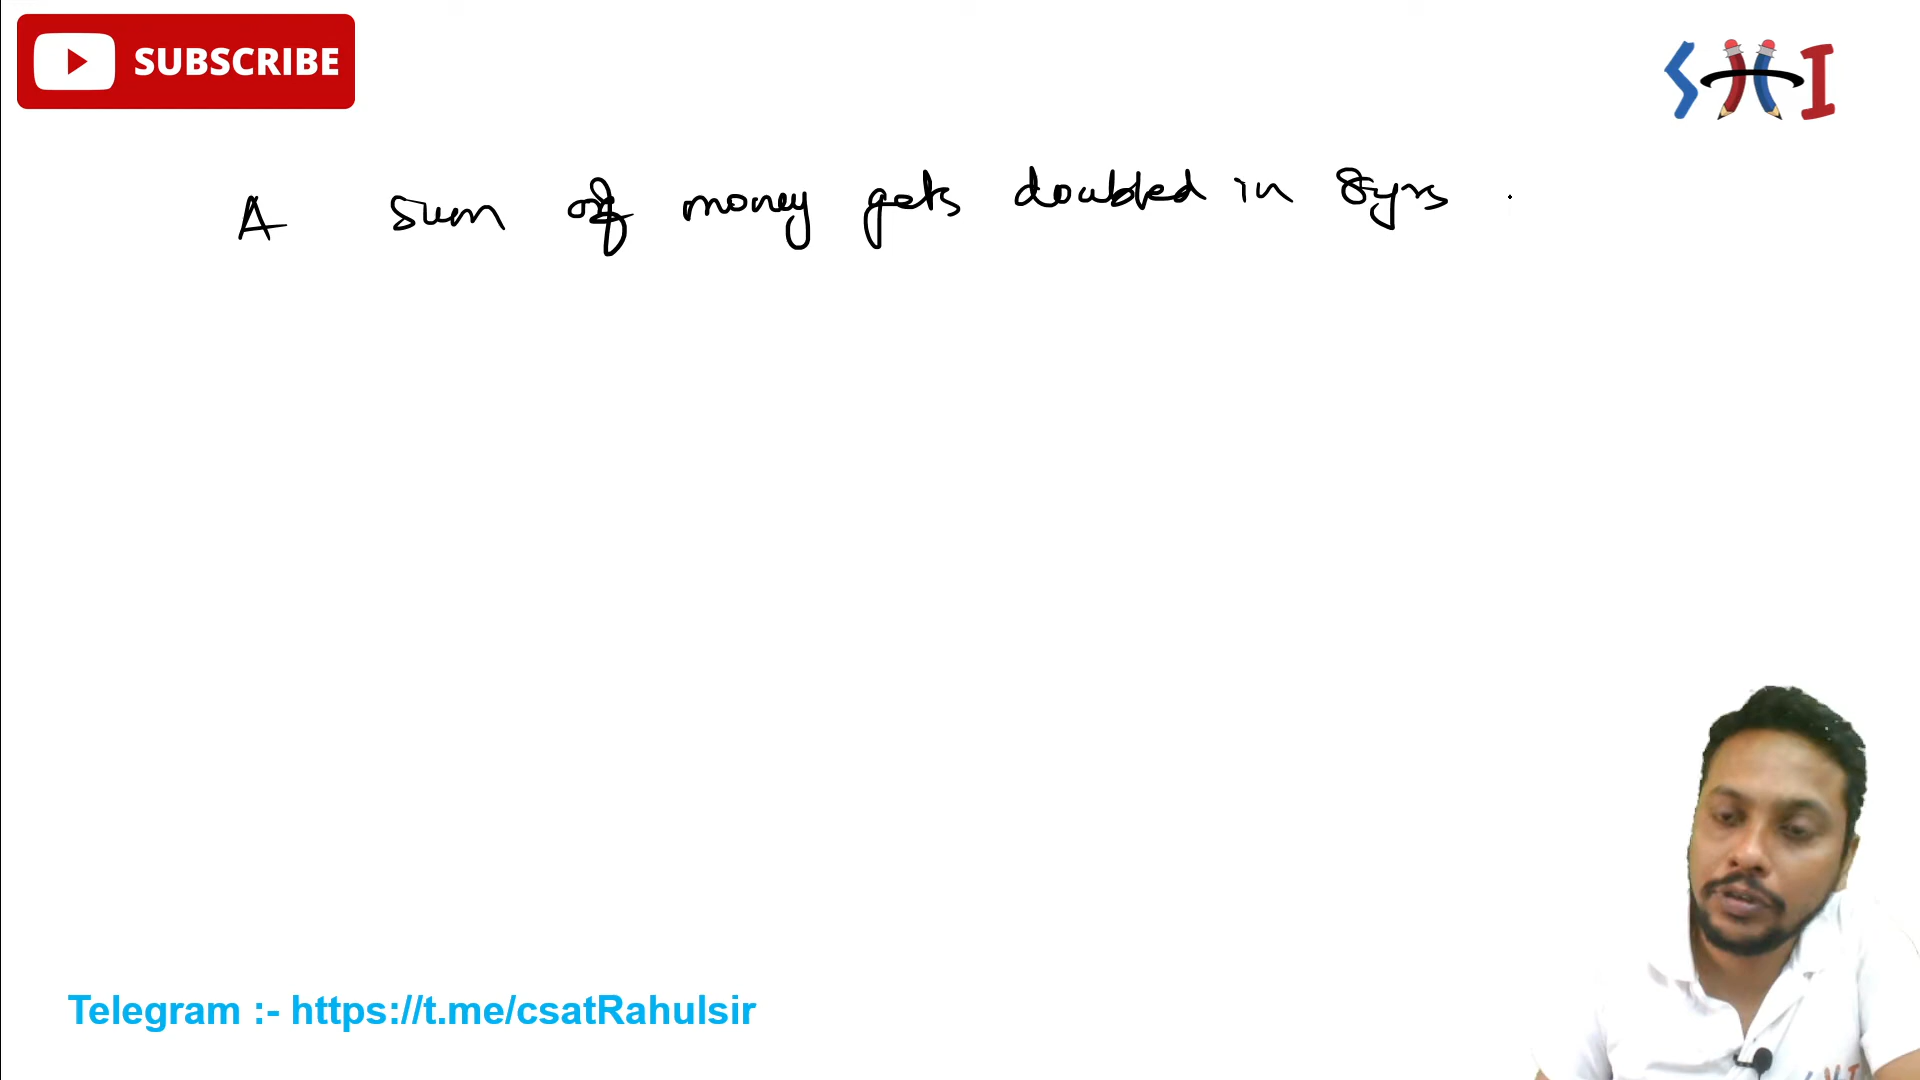 SUBSCRIBE
A sum of money gets doubled in 8yrs .
Telegram :- https://t.me/csatRahulsir